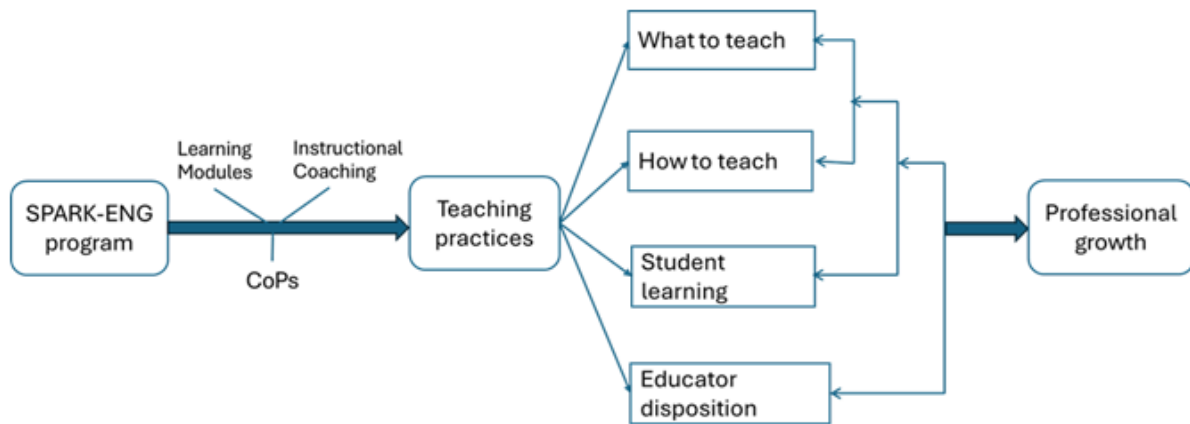 SPARK-ENG
program
Learning
Modules
Instructional
Coaching
CoPs
Teaching
practices
What to teach
How to teach
Student
learning
Educator
disposition
Professional
growth